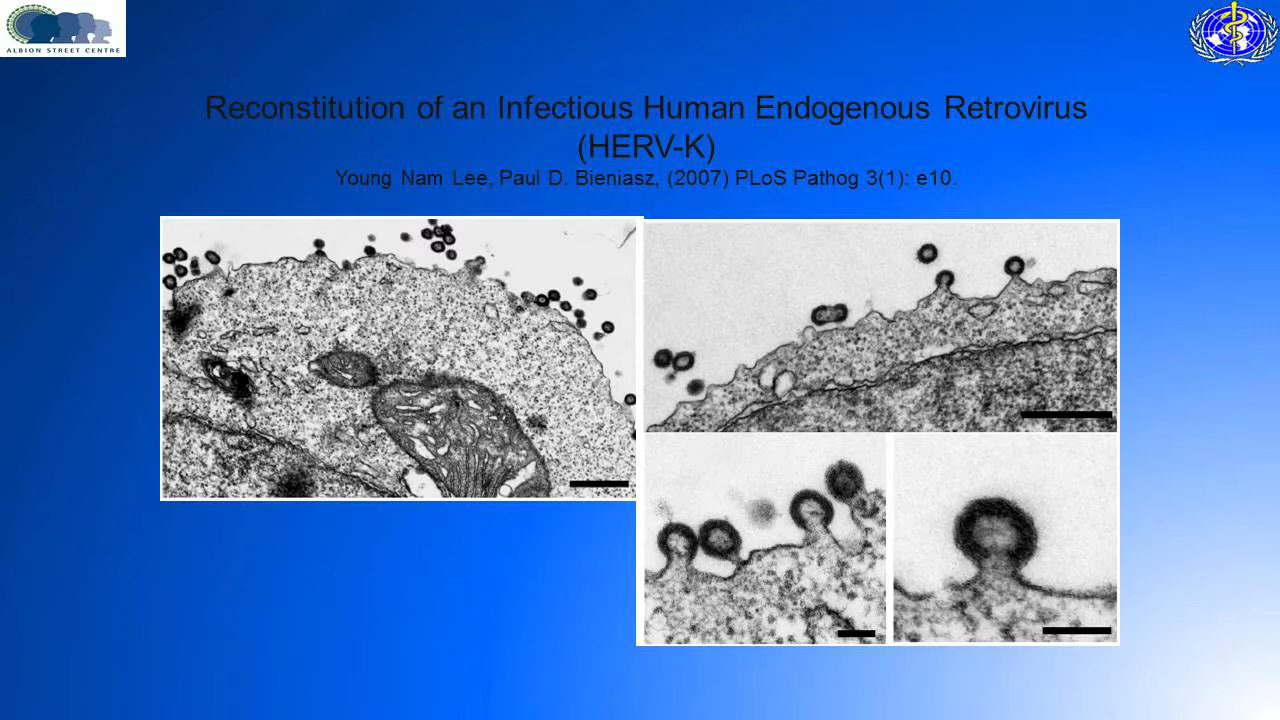 ALBION STREET CENTRE
Reconstitution of an Infectious Human Endogenous Retrovirus
(HERV-K)
Young Nam Lee, Paul D. Bieniasz, (2007) PLoS Pathog 3(1): e10.